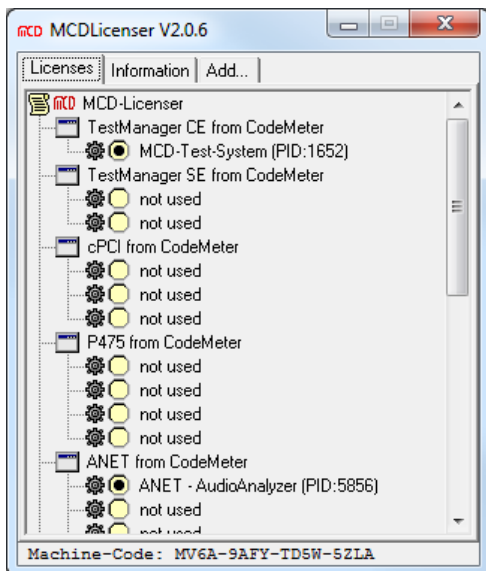 mcd MCDLicenser V2.0.6
Licenses Information Add...
mcd MCD-Licenser
TestManager CE from CodeMeter
MCD-Test-System (PID:1652)
TestManager SE from CodeMeter
not used
not used
cPCI from CodeMeter
not used
not used
not used
P475 from CodeMeter
not used
not used
not used
not used
ANET from CodeMeter
ANET - AudioAnalyzer (PID:5856)
not used
not used
Machine-Code: MV6A-9AFY-TD5W-5ZLA